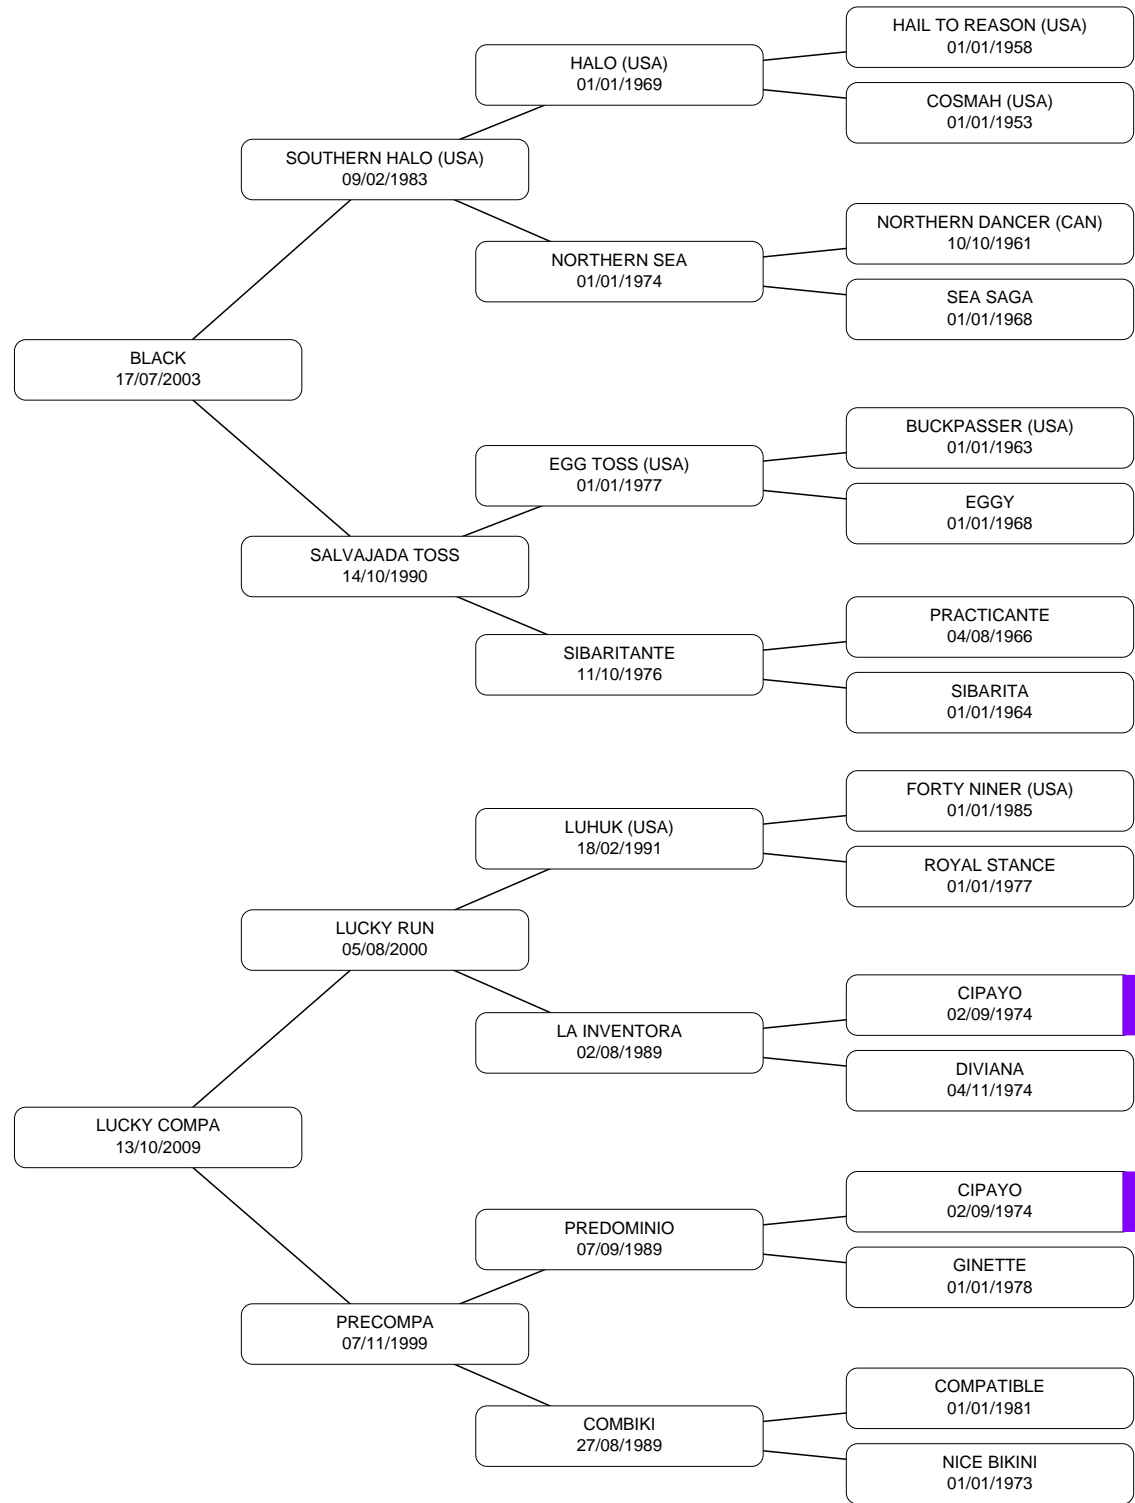 HAIL TO REASON (USA)
01/01/1958
HALO (USA)
01/01/1969
COSMAH (USA)
01/01/1953
SOUTHERN HALO (USA)
09/02/1983
NORTHERN DANCER (CAN)
10/10/1961
NORTHERN SEA
01/01/1974
SEA SAGA
01/01/1968
BLACK
17/07/2003
BUCKPASSER (USA)
01/01/1963
EGG TOSS (USA)
01/01/1977
EGGY
01/01/1968
SALVAJADA TOSS
14/10/1990
PRACTICANTE
04/08/1966
SIBARITANTE
11/10/1976
SIBARITA
01/01/1964
FORTY NINER (USA)
01/01/1985
LUHUK (USA)
18/02/1991
ROYAL STANCE
01/01/1977
LUCKY RUN
05/08/2000
CIPAYO
02/09/1974
LA INVENTORA
02/08/1989
DIVIANA
04/11/1974
LUCKY COMPA
13/10/2009
CIPAYO
02/09/1974
PREDOMINIO
07/09/1989
GINETTE
01/01/1978
PRECOMPA
07/11/1999
COMPATIBLE
01/01/1981
COMBIKI
27/08/1989
NICE BIKINI
01/01/1973